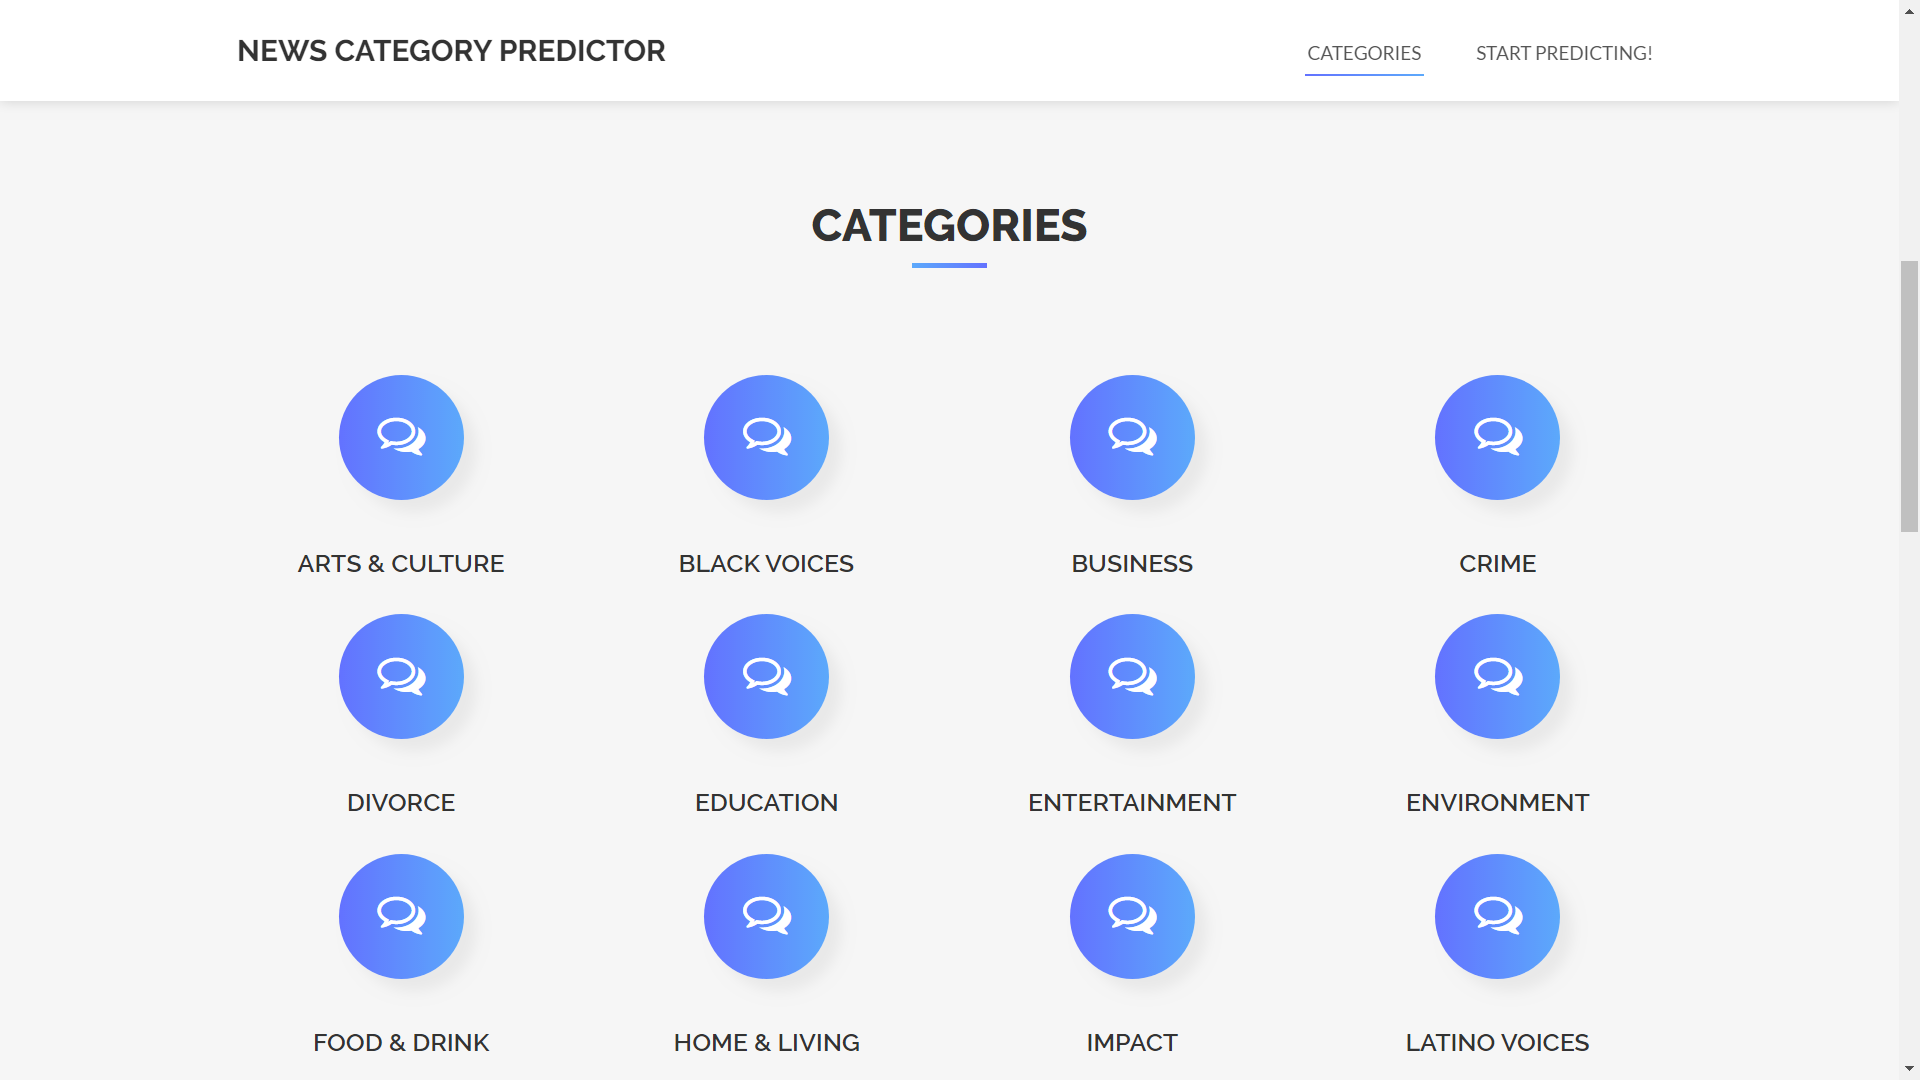 NEWS CATEGORY PREDICTOR
CATEGORIES
START PREDICTING!
CATEGORIES
ARTS & CULTURE
BLACK VOICES
BUSINESS
CRIME
DIVORCE
EDUCATION
ENTERTAINMENT
ENVIRONMENT
FOOD & DRINK
HOME & LIVING
IMPACT
LATINO VOICES